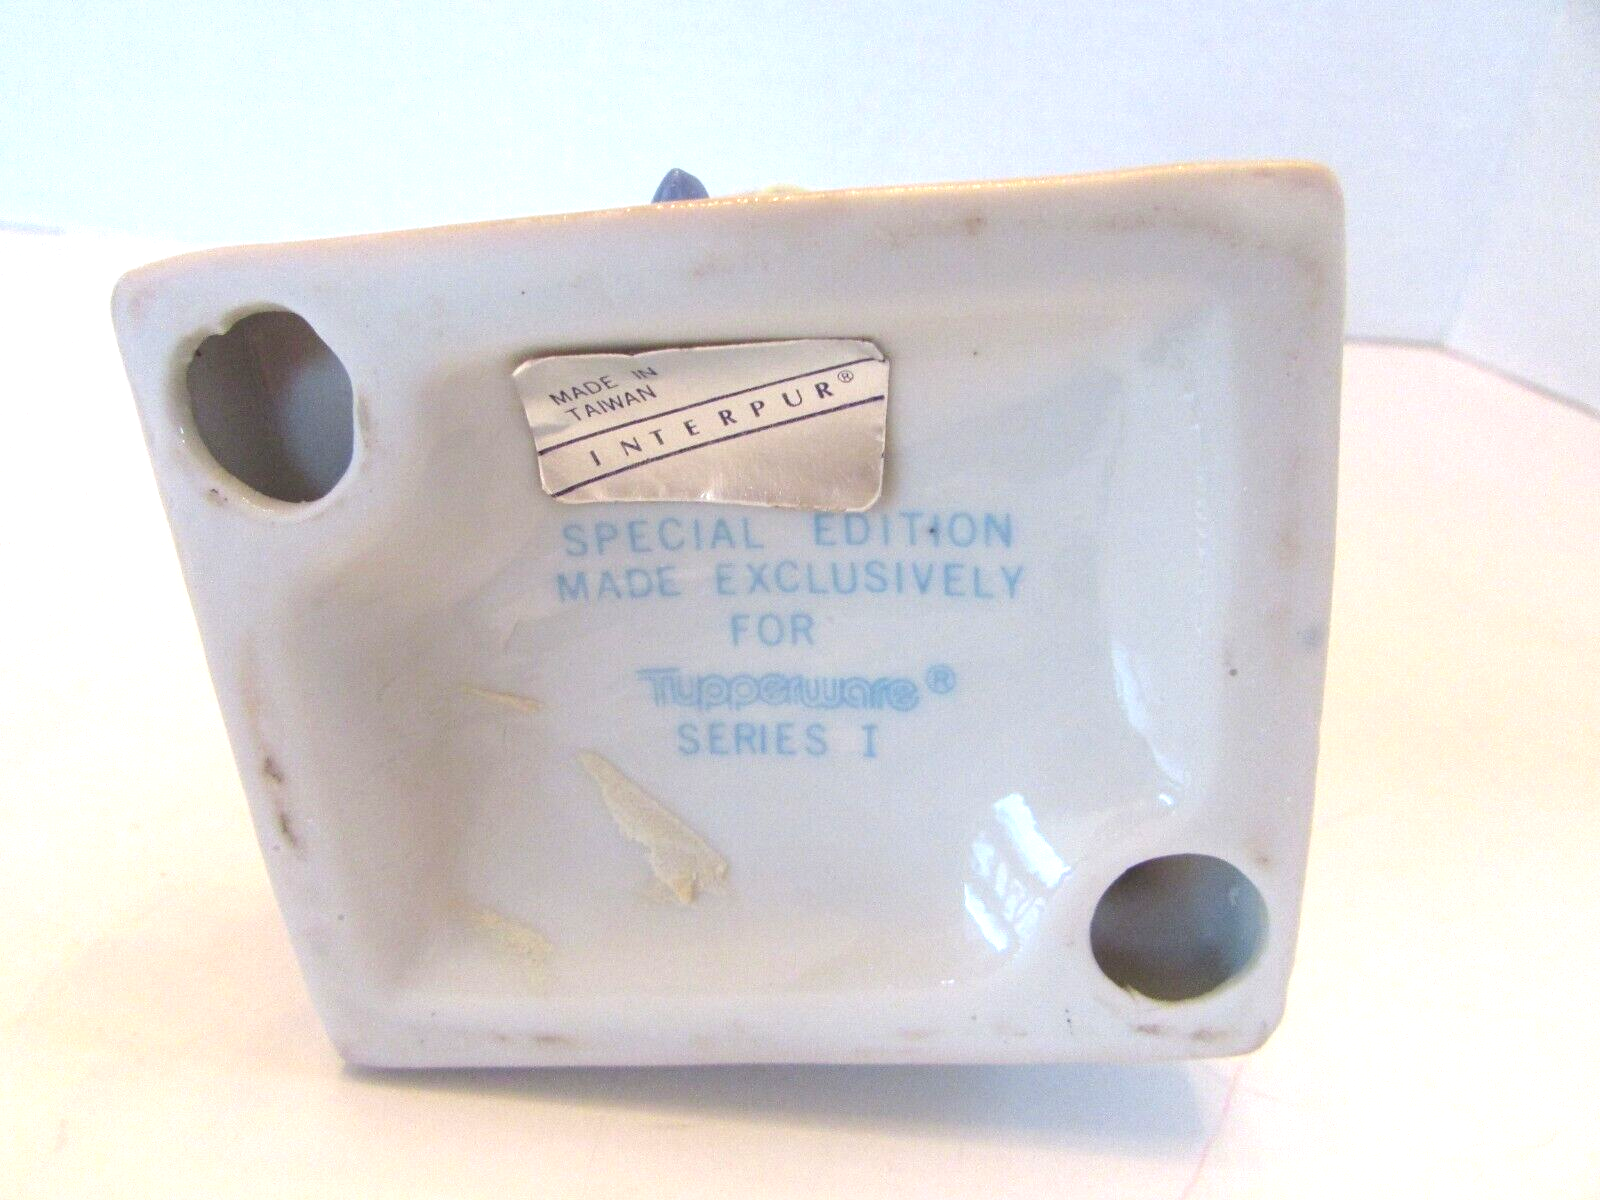 MADE IN
TAIWAN
INTERPUR®
SPECIAL EDITION
MADE EXCLUSIVELY
FOR
Tupperware®
SERIES I